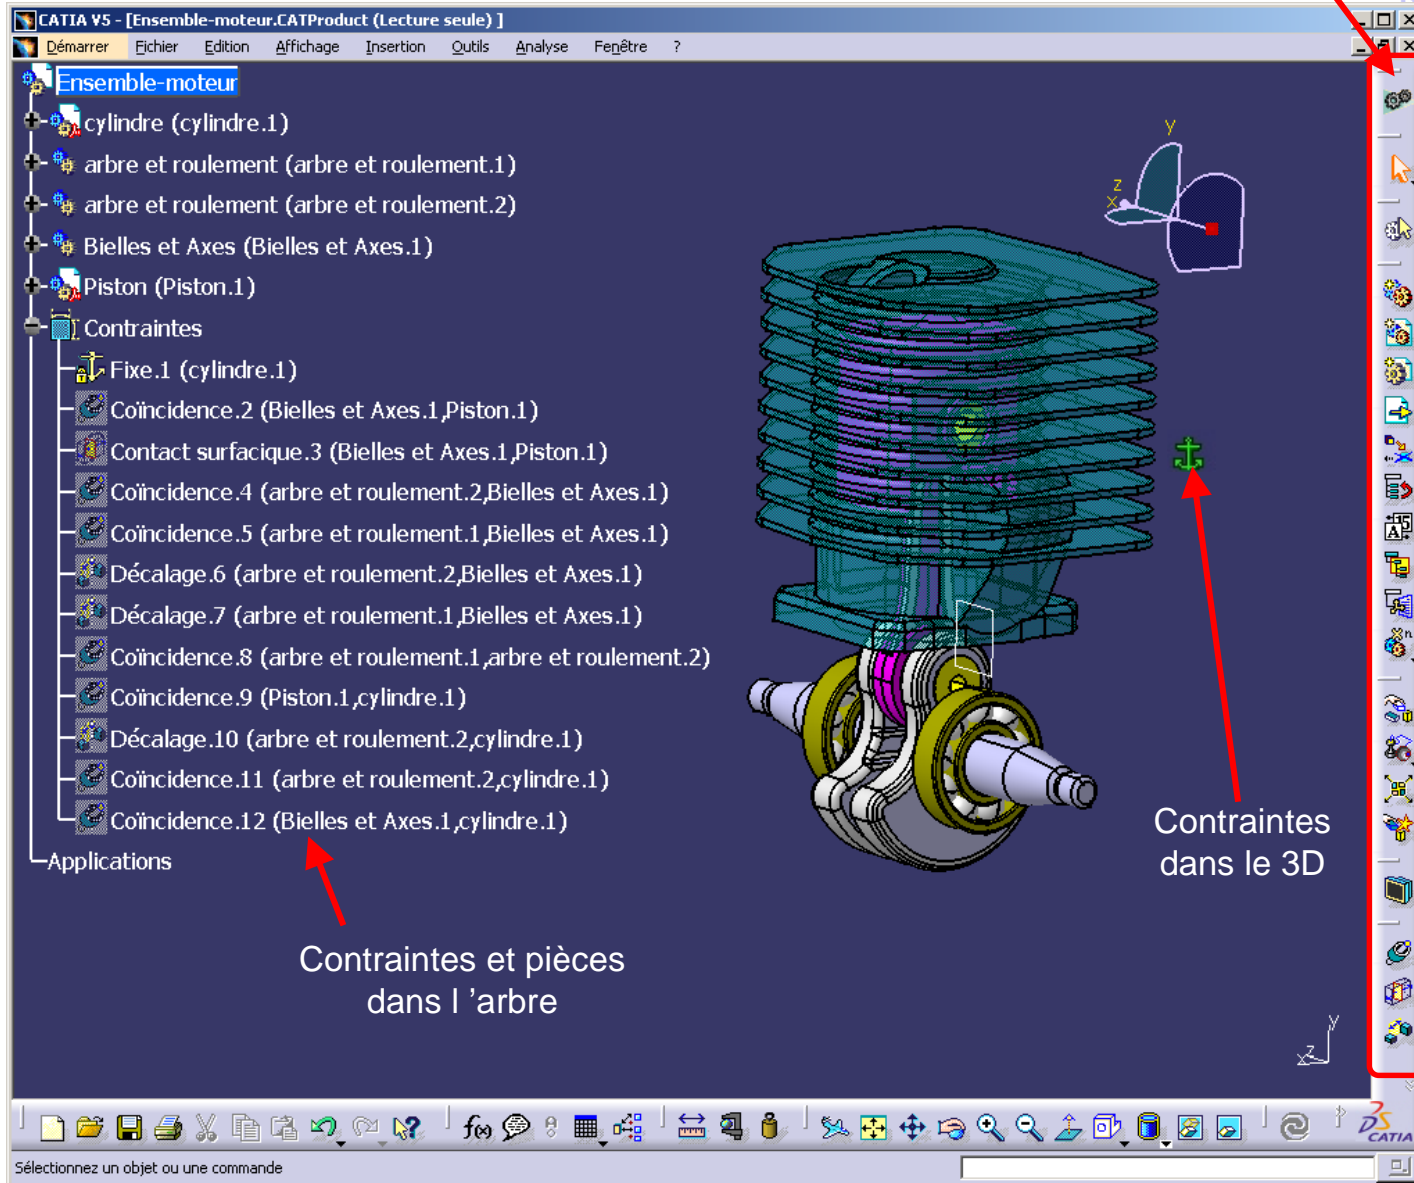 CATIA V5 - [Ensemble-moteur.CATProduct (Lecture seule) ]
Démarrer Fichier Edition Affichage Insertion Outils Analyse Fenêtre ?
Ensemble-moteur
cylindre (cylindre.1)
arbre et roulement (arbre et roulement.1)
arbre et roulement (arbre et roulement.2)
Bielles et Axes (Bielles et Axes.1)
Piston (Piston.1)
Contraintes
Fixe.1 (cylindre.1)
Coïncidence.2 (Bielles et Axes.1,Piston.1)
Contact surfacique.3 (Bielles et Axes.1,Piston.1)
Coïncidence.4 (arbre et roulement.2,Bielles et Axes.1)
Coïncidence.5 (arbre et roulement.1,Bielles et Axes.1)
Décalage.6 (arbre et roulement.2,Bielles et Axes.1)
Décalage.7 (arbre et roulement.1,Bielles et Axes.1)
Coïncidence.8 (arbre et roulement.1,arbre et roulement.2)
Coïncidence.9 (Piston.1,cylindre.1)
Décalage.10 (arbre et roulement.2,cylindre.1)
Coïncidence.11 (arbre et roulement.2,cylindre.1)
Coïncidence.12 (Bielles et Axes.1,cylindre.1)
Applications
y
z
x
Contraintes
dans le 3D
Contraintes et pièces
dans l ’arbre
y
z
x
f(x)
CATIA
Sélectionnez un objet ou une commande